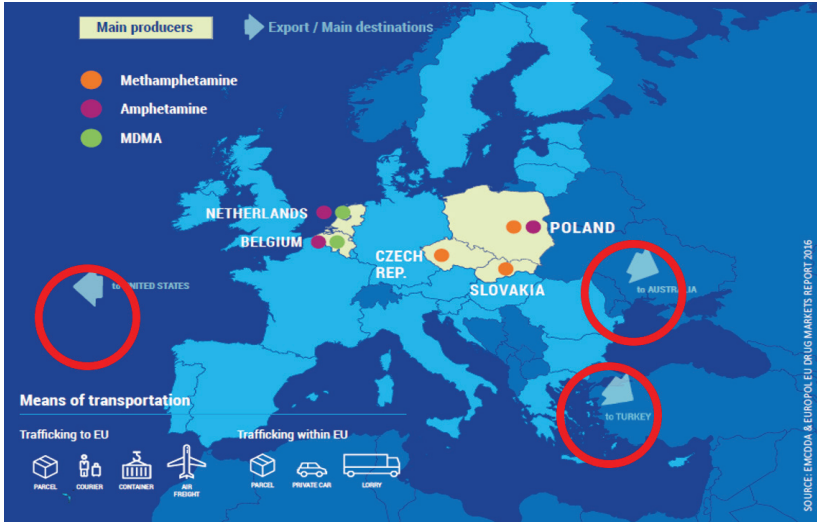 Main producers
Export / Main destinations
Methamphetamine
Amphetamine
MDMA
NETHERLANDS
BELGIUM
POLAND
CZECH
REP.
SLOVAKIA
to UNITED STATES
to AUSTRALIA
to TURKEY
Means of transportation
Trafficking to EU
PARCEL
COURIER
CONTAINER
AIR
FREIGHT
Trafficking within EU
PARCEL
PRIVATE CAR
LORRY
SOURCE: EMCDDA & EUROPOL EU DRUG MARKETS REPORT 2016